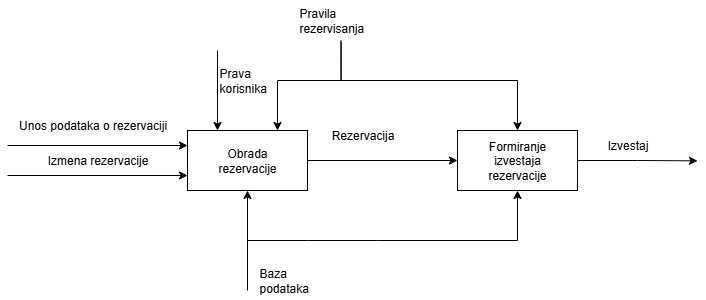 Pravila
rezervisanja
Prava
korisnika
Unos podataka o rezervaciji
Izmena rezervacije
Obrada
rezervacije
Rezervacija
Formiranje
izvestaja
rezervacije
Izvestaj
Baza
podataka